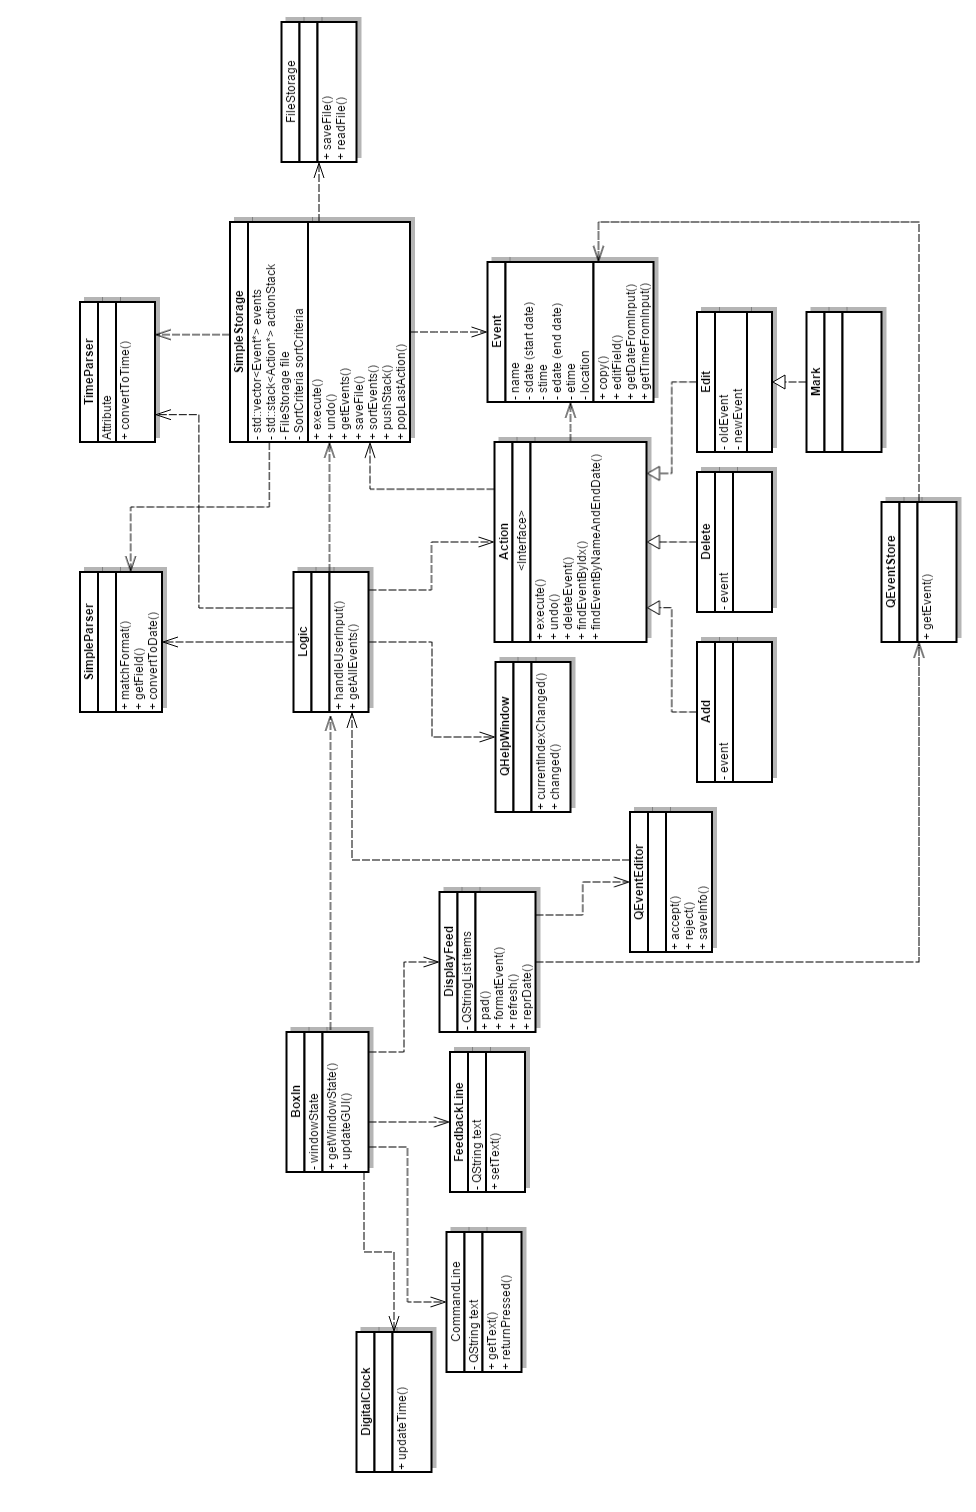 DigitalClock
+ updateTime()
BoxIn
- windowState
+ getWindowState()
+ updateGUI()
CommandLine
- QString text
+ getText()
+ returnPressed()
FeedbackLine
- QString text
+ setText()
DisplayFeed
- QStringList items
+ pad()
+ formatEvent()
+ refresh()
+ reprDate()
QEventEditor
+ accept()
+ reject()
+ saveInfo()
SimpleParser
+ matchFormat()
+ getField()
+ convertToDate()
Logic
+ handleUserInput()
+ getAllEvents()
QHelpWindow
+ currentIndexChanged()
+ changed()
Add
- event
Action
<Interface>
+ execute()
+ undo()
+ deleteEvent()
+ findEventByIdx()
+ findEventByNameAndEndDate()
Delete
- event
QEventStore
+ getEvent()
TimeParser
Attribute
+ convertToTime()
SimpleStorage
- std::vector<Event*> events
- std::stack<Action*> actionStack
- FileStorage file
- SortCriteria sortCriteria
+ execute()
+ undo()
+ getEvents()
+ saveFile()
+ sortEvents()
+ pushStack()
+ popLastAction()
Event
- name
- sdate (start date)
- stime
- edate (end date)
- etime
- location
+ copy()
+ editField()
+ getDateFromInput()
+ getTimeFromInput()
Edit
- oldEvent
- newEvent
Mark
FileStorage
+ saveFile()
+ readFile()